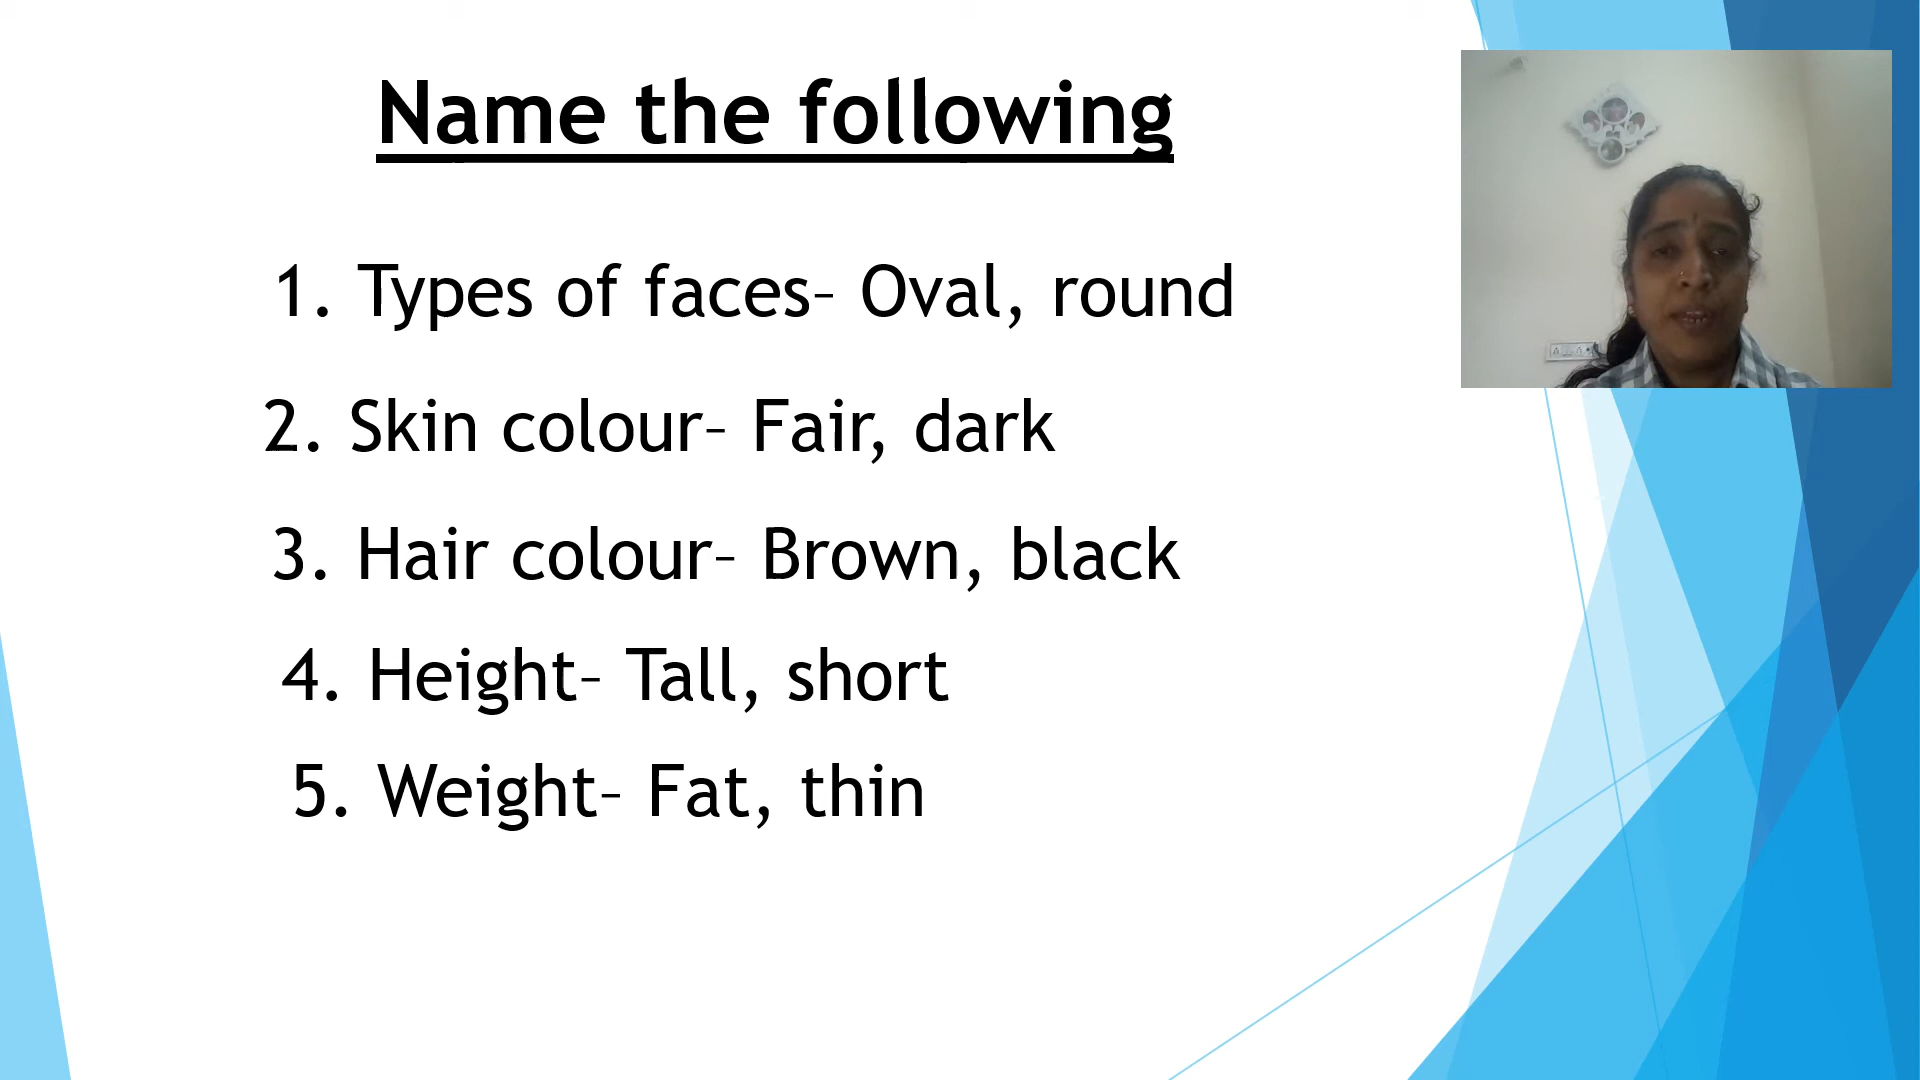 Name the following
1. Types of faces– Oval, round
2. Skin colour– Fair, dark
3. Hair colour– Brown, black
4. Height– Tall, short
5. Weight– Fat, thin